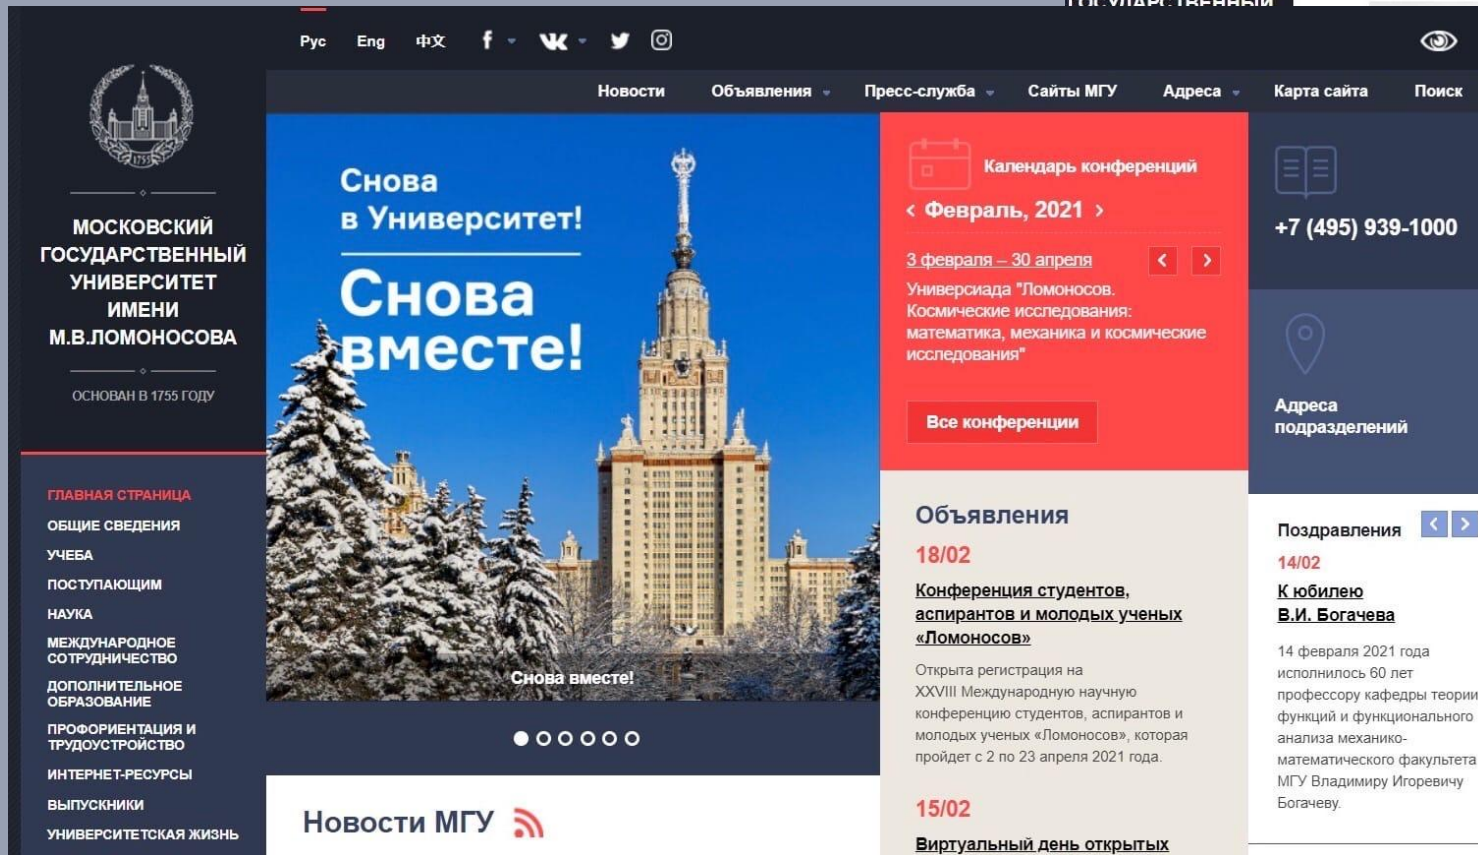 ГОСУДАРСТВЕННЫЙ
Рус Eng 中文
Новости Объявления Пресс-служба Сайты МГУ Адреса Карта сайта Поиск
1755
МОСКОВСКИЙ
ГОСУДАРСТВЕННЫЙ
УНИВЕРСИТЕТ
ИМЕНИ
М.В.ЛОМОНОСОВА
ОСНОВАН В 1755 ГОДУ
ГЛАВНАЯ СТРАНИЦА
ОБЩИЕ СВЕДЕНИЯ
УЧЕБА
ПОСТУПАЮЩИМ
НАУКА
МЕЖДУНАРОДНОЕ
СОТРУДНИЧЕСТВО
ДОПОЛНИТЕЛЬНОЕ
ОБРАЗОВАНИЕ
ПРОФОРИЕНТАЦИЯ И
ТРУДОУСТРОЙСТВО
ИНТЕРНЕТ-РЕСУРСЫ
ВЫПУСКНИКИ
УНИВЕРСИТЕТСКАЯ ЖИЗНЬ
Снова
в Университет!
Снова
вместе!
Снова вместе!
Новости МГУ
Календарь конференций
Февраль, 2021
3 февраля – 30 апреля
Универсиада "Ломоносов.
Космические исследования:
математика, механика и космические
исследования"
Все конференции
Объявления
18/02
Конференция студентов,
аспирантов и молодых ученых
«Ломоносов»
Открыта регистрация на
XXVIII Международную научную
конференцию студентов, аспирантов и
молодых ученых «Ломоносов», которая
пройдет с 2 по 23 апреля 2021 года.
15/02
Виртуальный день открытых
+7 (495) 939-1000
Адреса
подразделений
Поздравления
14/02
К юбилею
В.И. Богачева
14 февраля 2021 года
исполнилось 60 лет
профессору кафедры теории
функций и функционального
анализа механико-
математического факультета
МГУ Владимиру Игоревичу
Богачеву.